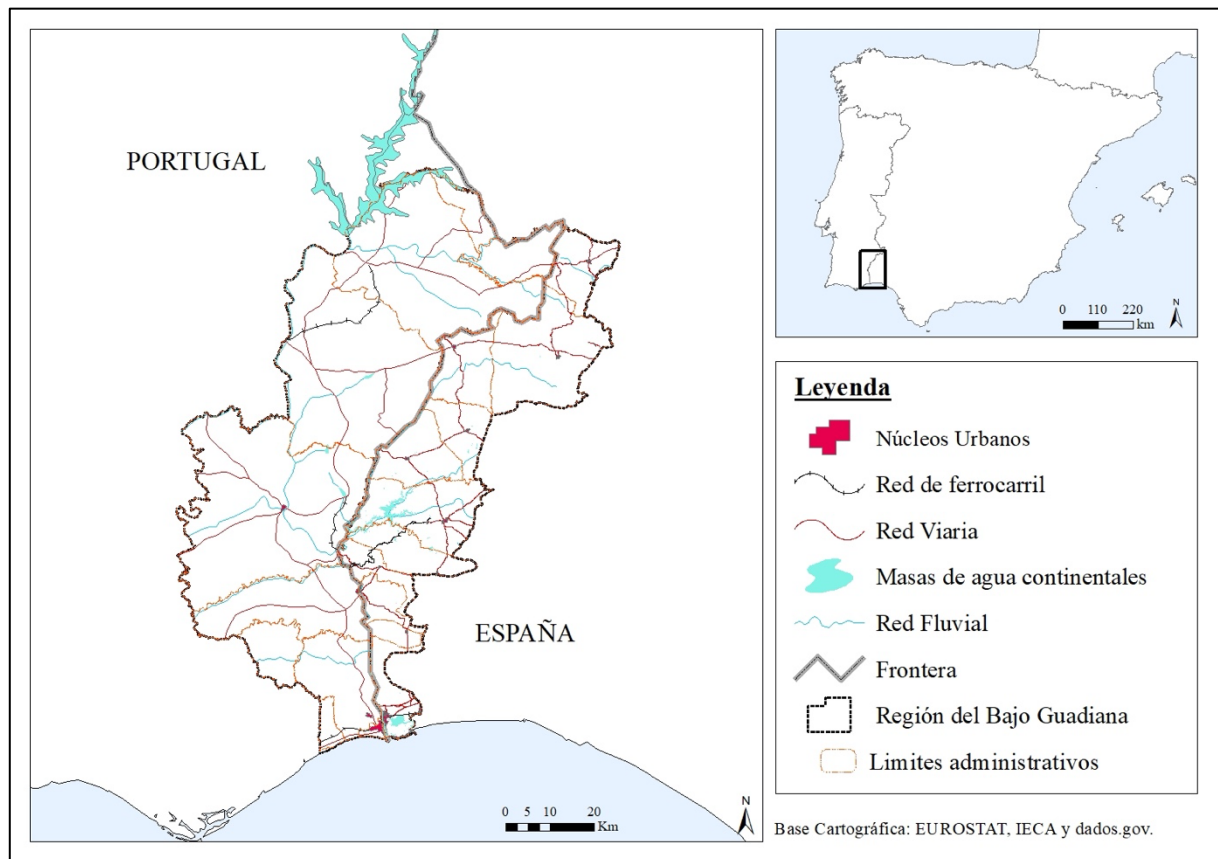 PORTUGAL
ESPAÑA
0 5 10 20
Km
N
0 110 220
km
N
Leyenda
Núcleos Urbanos
Red de ferrocarril
Red Viaria
Masas de agua continentales
Red Fluvial
Frontera
Región del Bajo Guadiana
Limites administrativos
Base Cartográfica: EUROSTAT, IECA y dados.gov.